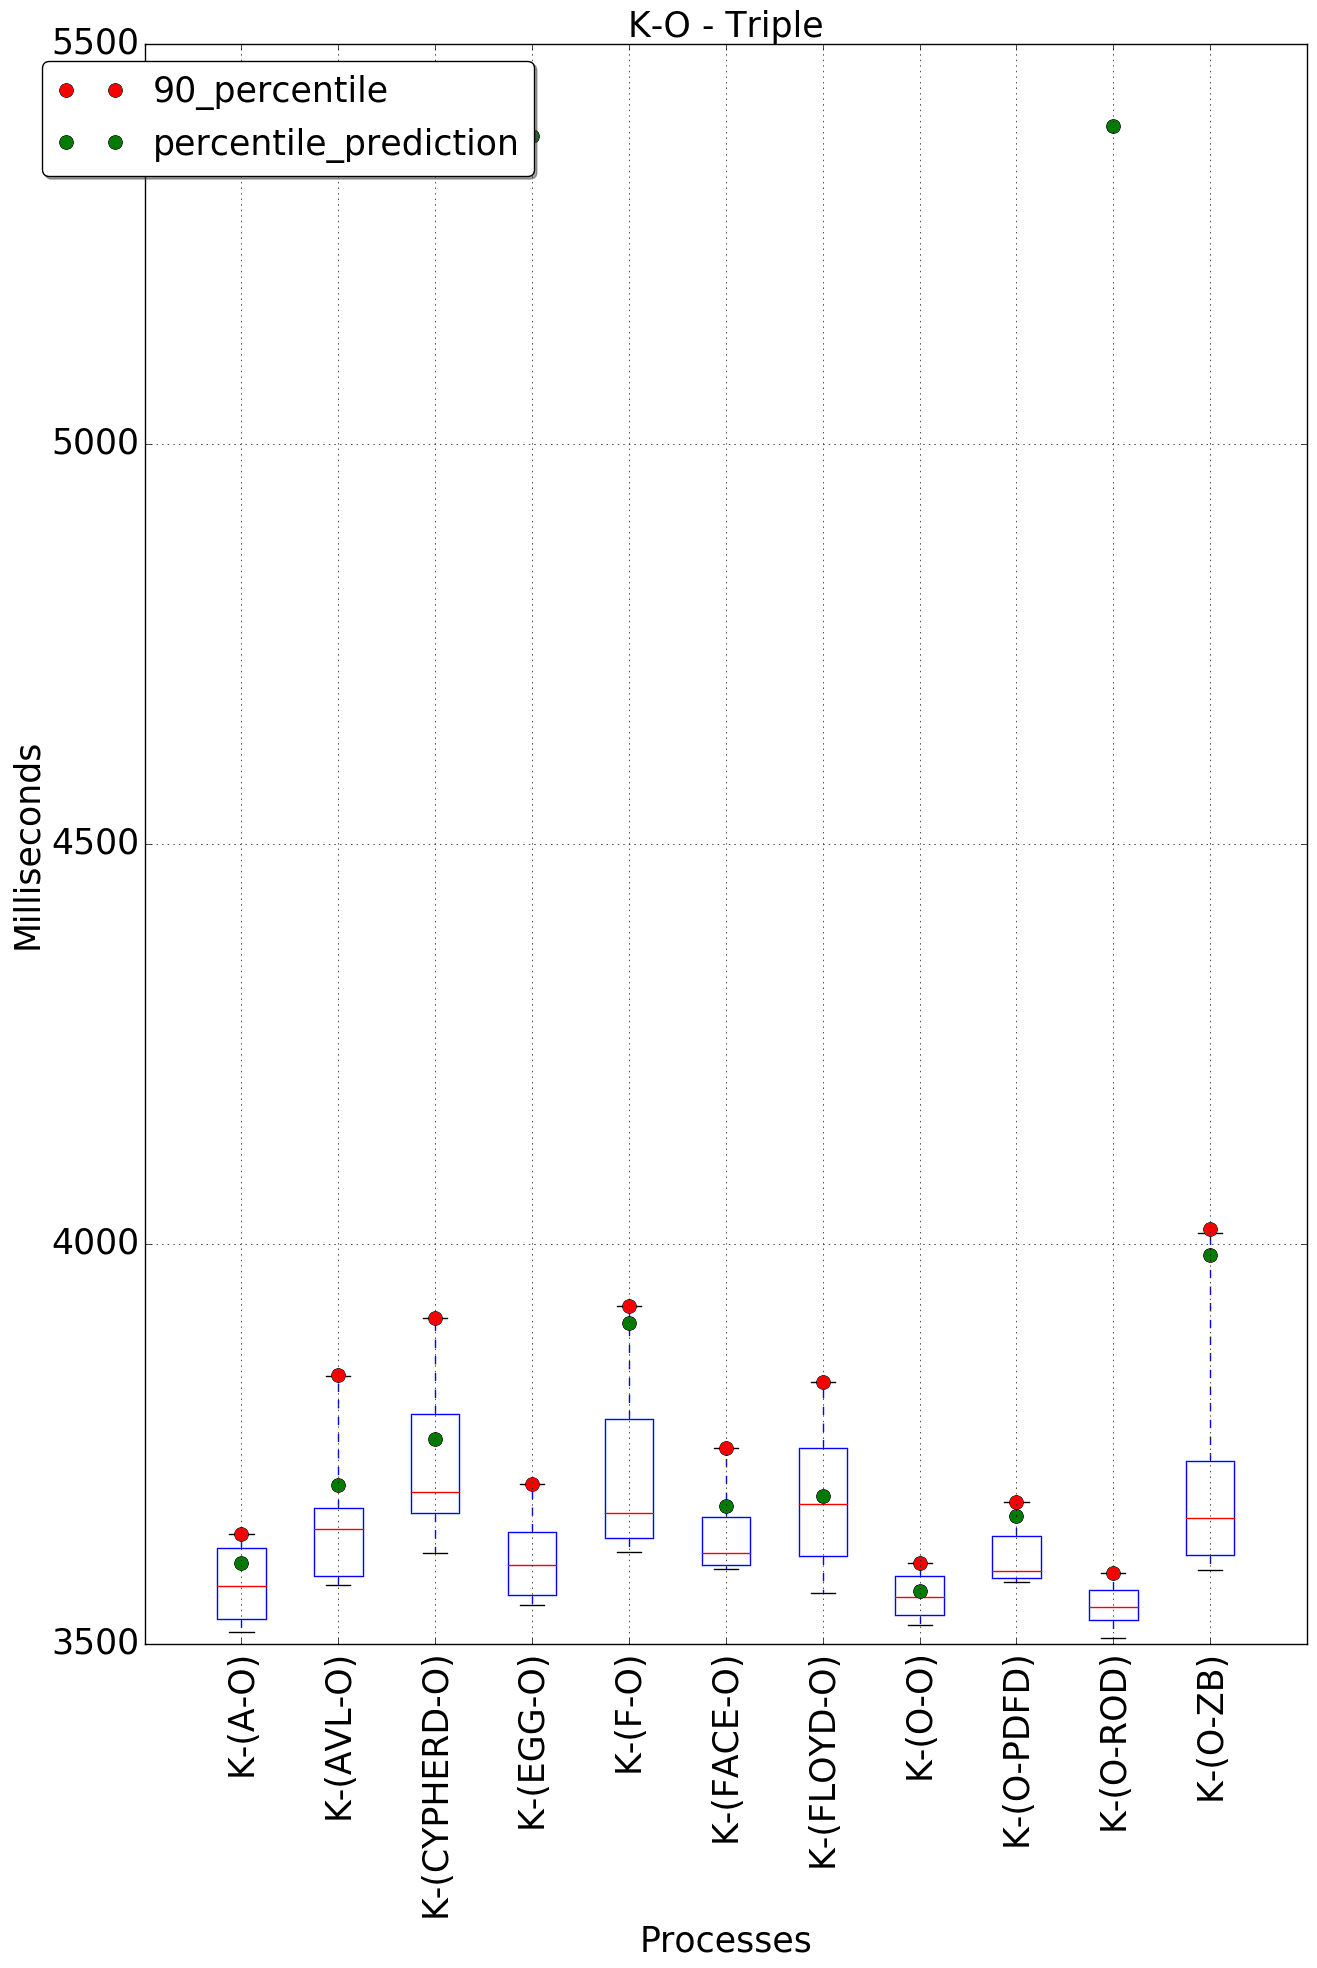 K-O - Triple
5500
90_percentile
percentile_prediction
5000
4500
4000
3500
Milliseconds
K-(A-O)
K-(AVL-O)
K-(CYPHERD-O)
K-(EGG-O)
K-(F-O)
K-(FACE-O)
K-(FLOYD-O)
K-(O-O)
K-(O-PDFD)
K-(O-ROD)
K-(O-ZB)
Processes